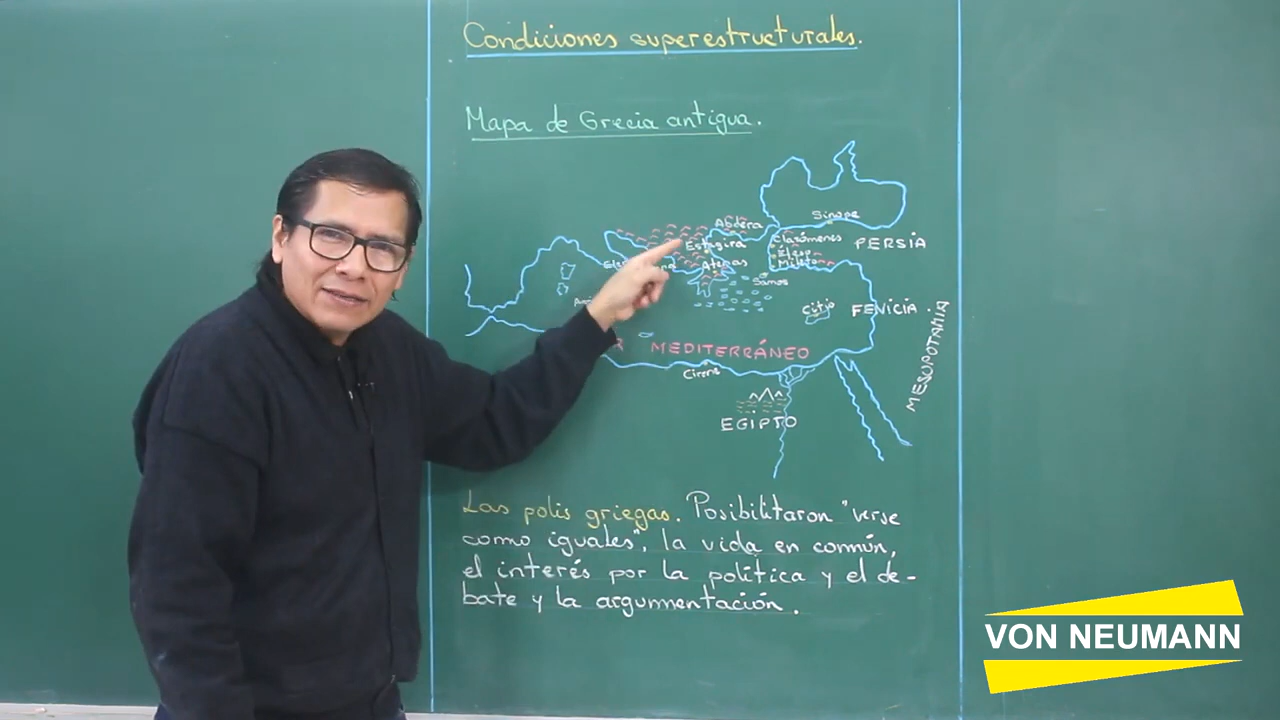 Condiciones superestructurales.
Mapa de Grecia antigua.
Sinope
Abdera
Estagira
Clazómenes
PERSIA
Éfeso
Atenas
Mileto
Samos
Citio
FENICIA
MESOPOTAMIA
MEDITERRÁNEO
Cirene
EGIPTO
Las polis griegas. Posibilitaron "verse
como iguales", la vida en común,
el interés por la política y el de-
bate y la argumentación.
VON NEUMANN